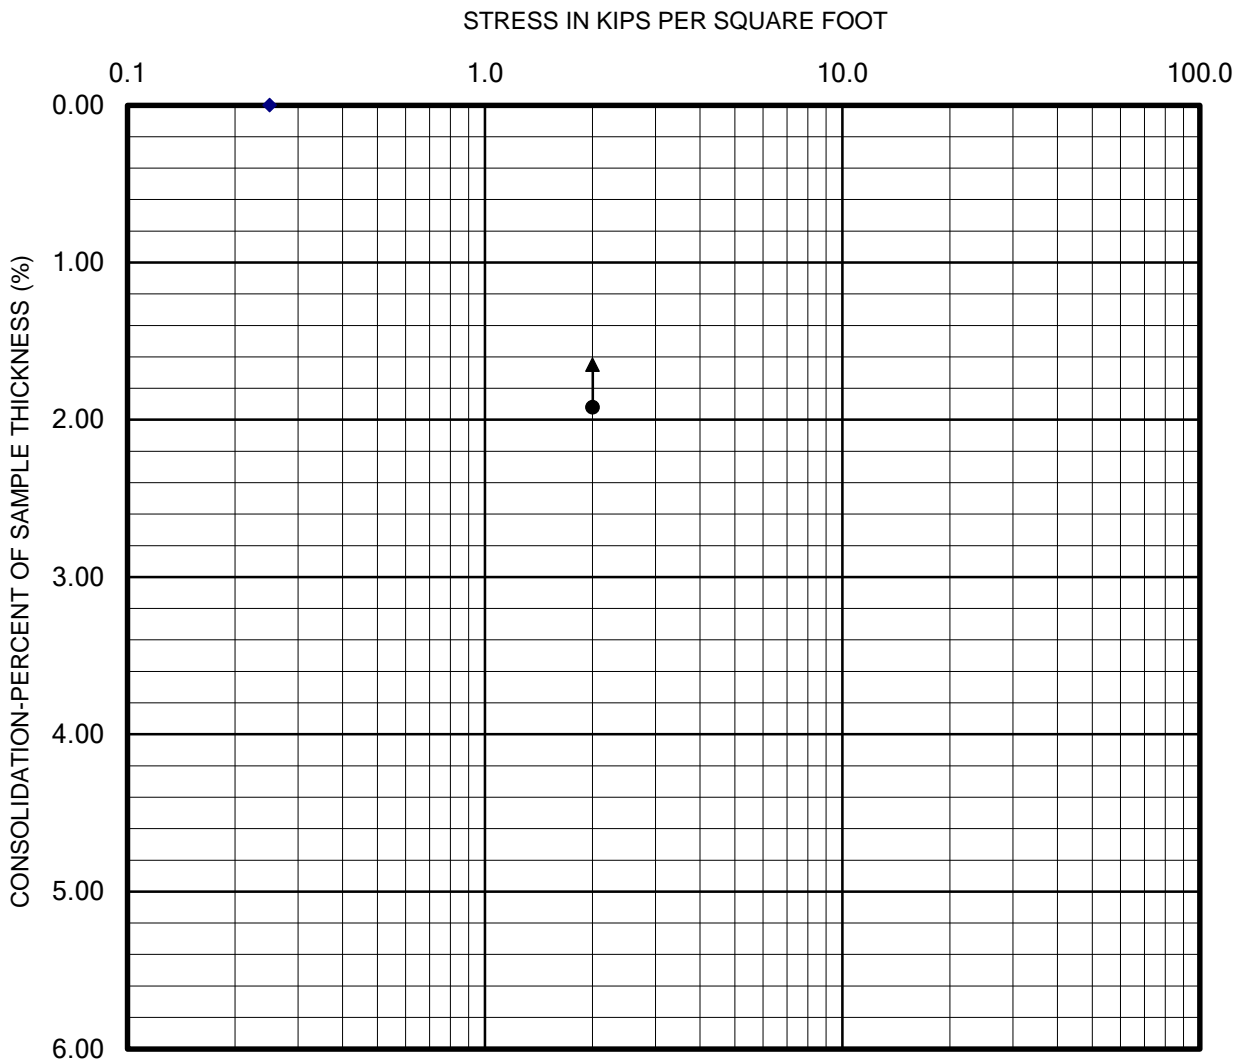 STRESS IN KIPS PER SQUARE FOOT
0.1 1.0 10.0 100.0
0.00
1.00
2.00
3.00
4.00
5.00
6.00
CONSOLIDATION-PERCENT OF SAMPLE THICKNESS (%)